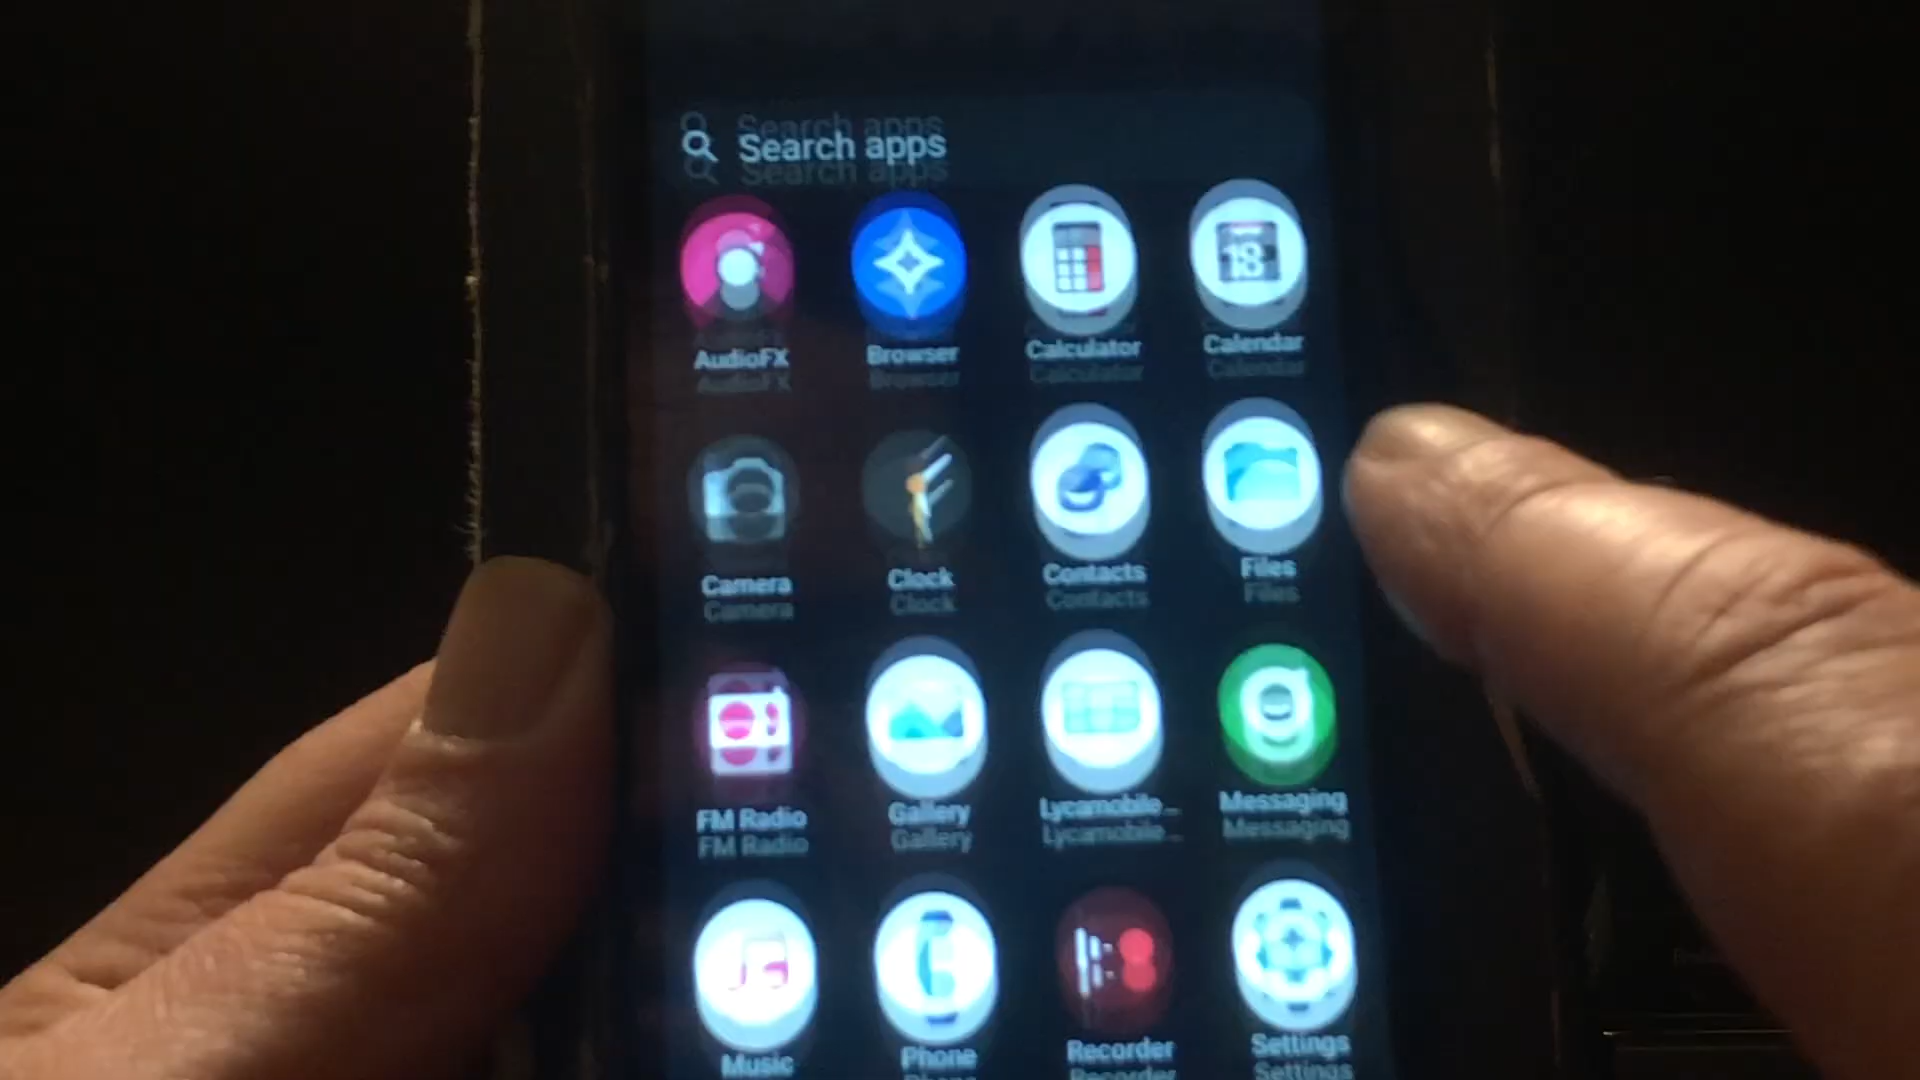 Search apps
AudioFX Browser Calculator Calendar
18
Camera Clock Contacts Files
FM Radio Gallery Lycamobile... Messaging
Music Phone Recorder Settings